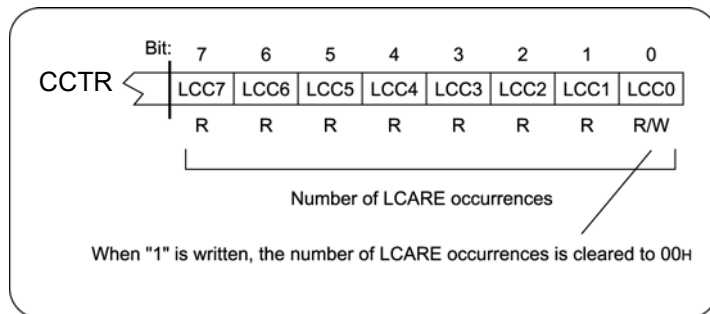 Bit: 7 6 5 4 3 2 1 0
CCTR LCC7 LCC6 LCC5 LCC4 LCC3 LCC2 LCC1 LCC0
R R R R R R R R/W
Number of LCARE occurrences
When "1" is written, the number of LCARE occurrences is cleared to 00H